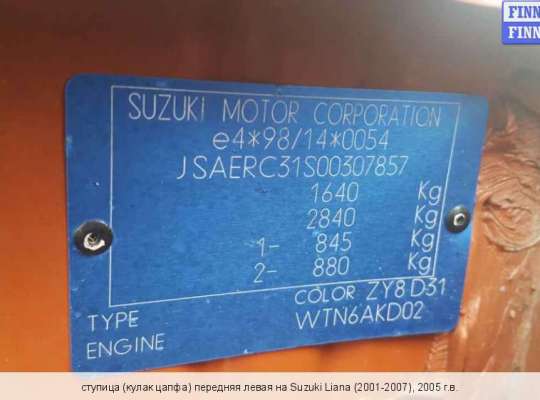 FINN
FINN
SUZUKI MOTOR CORPORATION
e4*98/14*0054
JSAERC31S00307857
1640 Kg
2840 Kg
1- 845 Kg
2- 880 Kg
COLOR ZY8 D31
TYPE WTN6AKD02
ENGINE
ступица (кулак цапфа) передняя левая на Suzuki Liana (2001-2007), 2005 г.в.